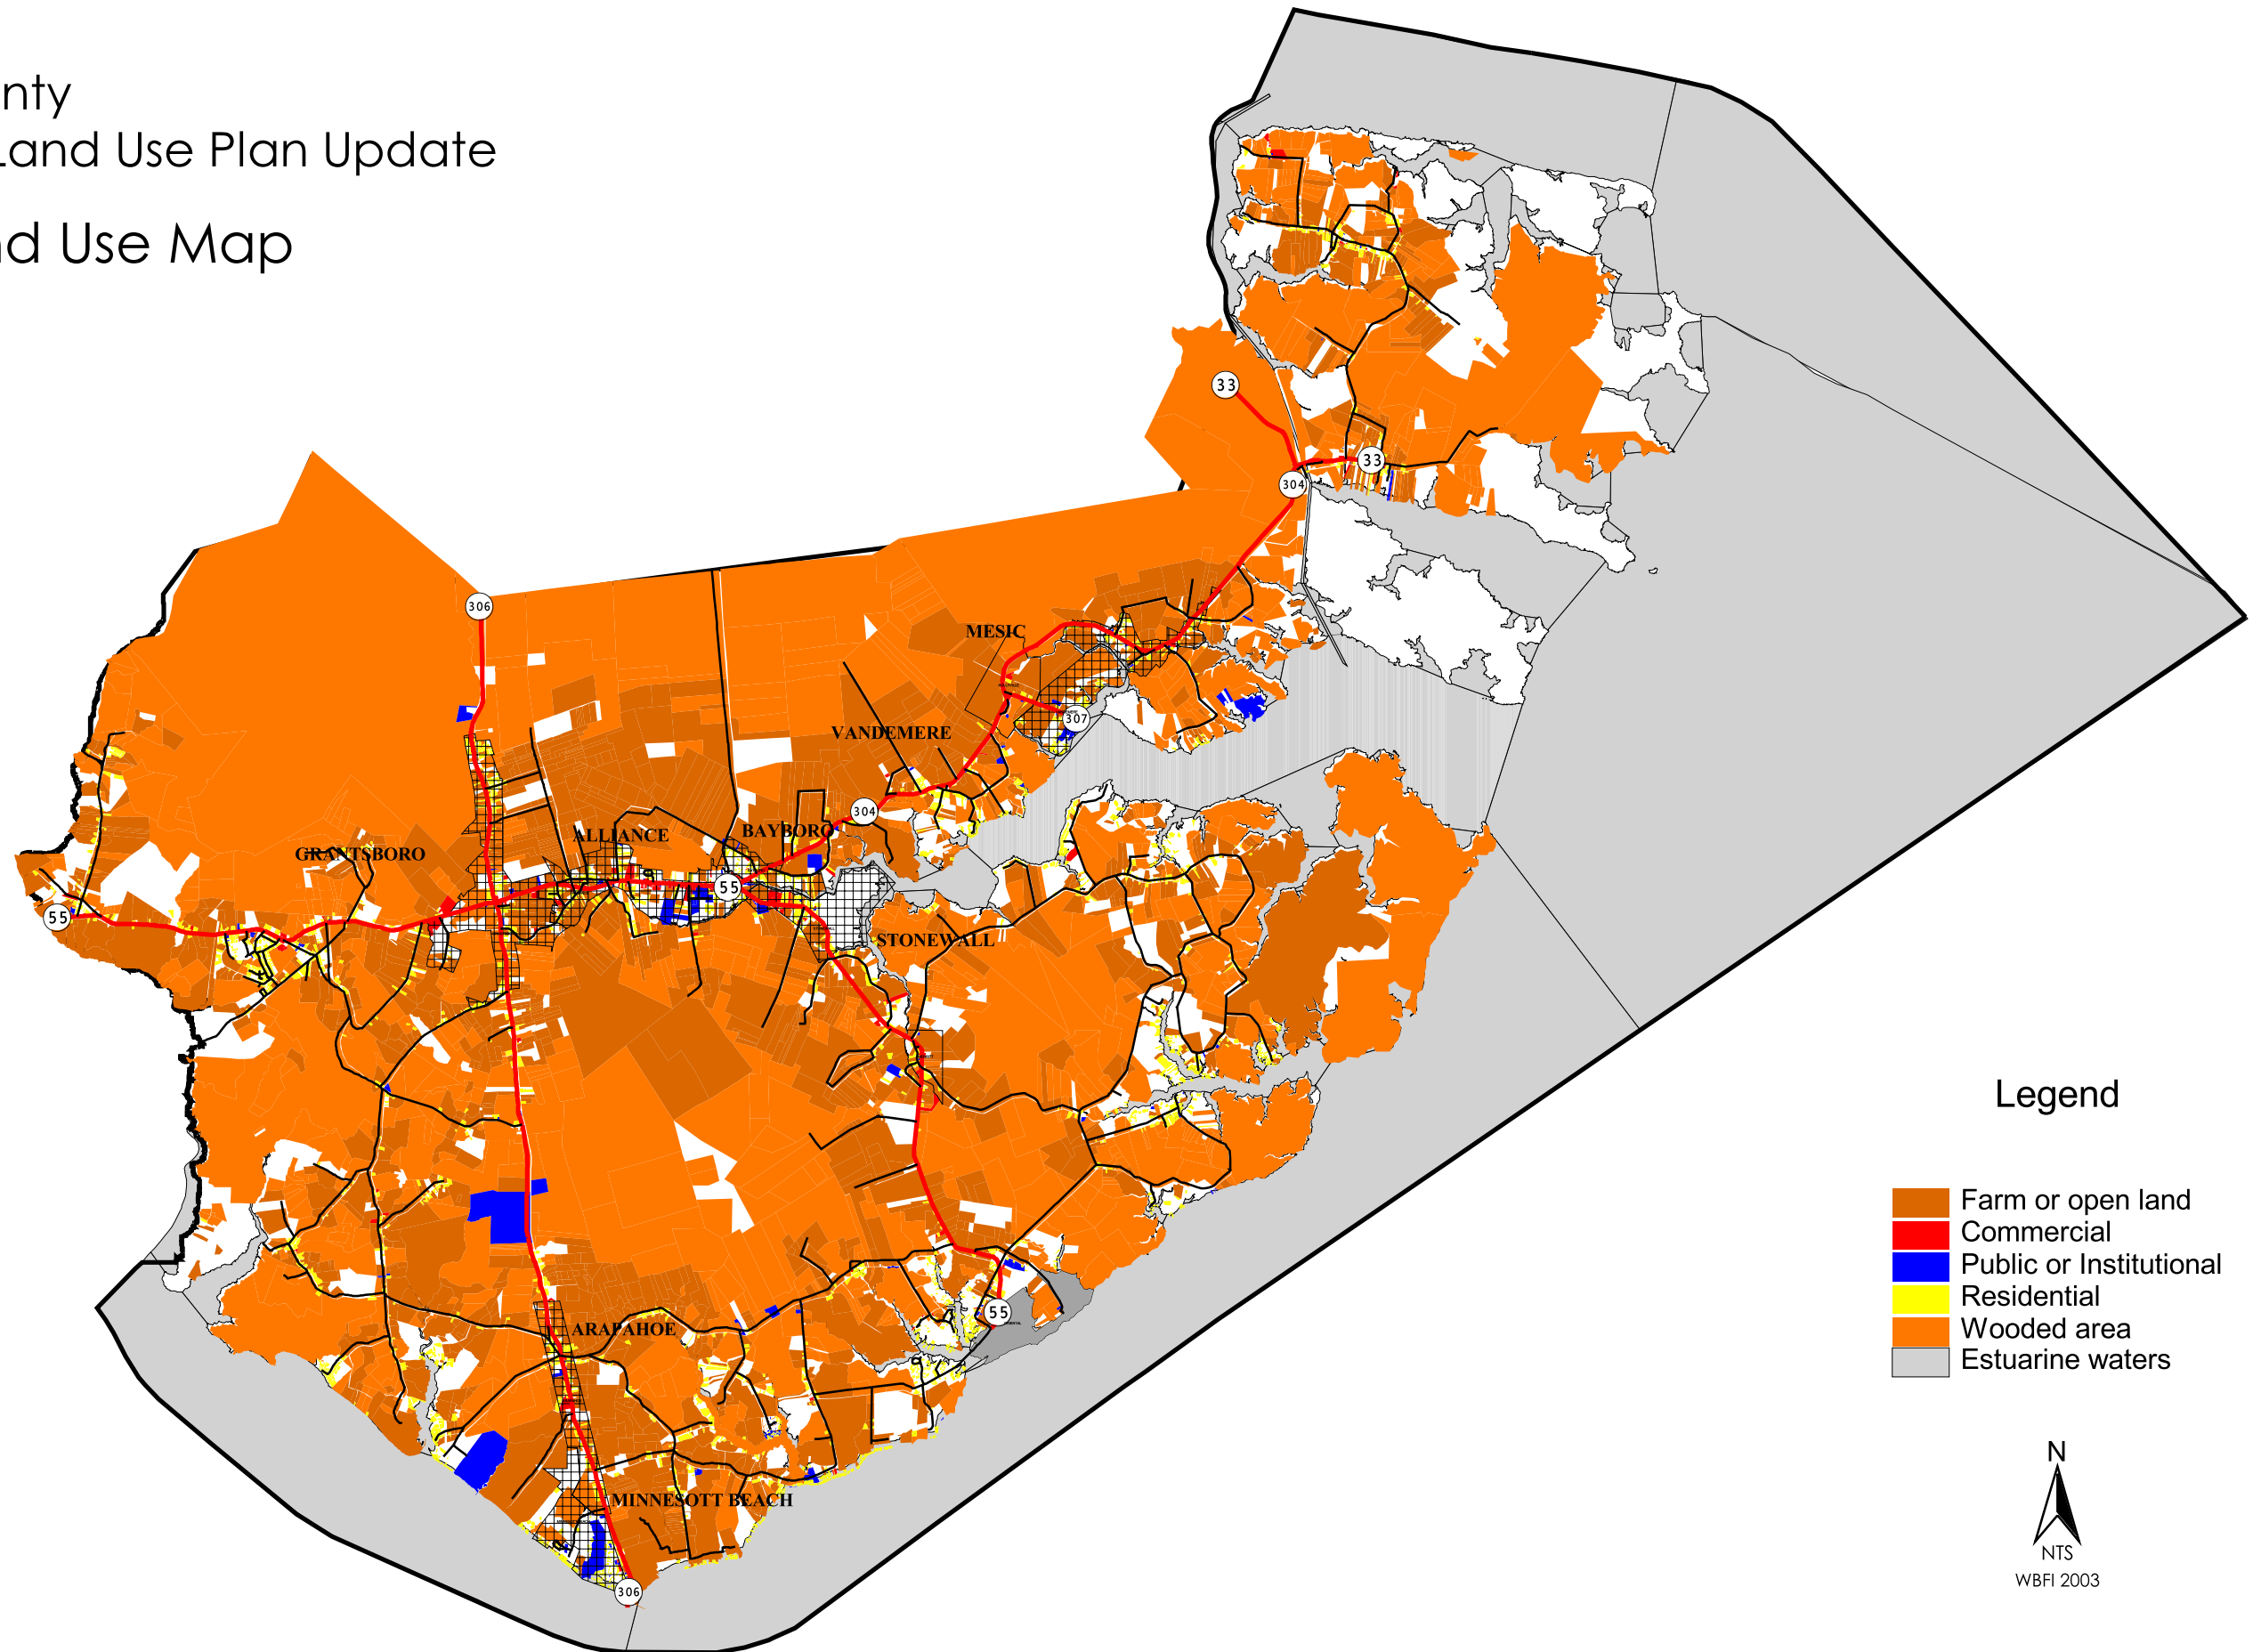 nty
Land Use Plan Update
nd Use Map
33
33
304
306
MESIC
307
VANDEMERE
304
ALLIANCE
BAYBORO
GRANTSBORO
55
55
STONEWALL
Legend
Farm or open land
Commercial
Public or Institutional
Residential
Wooded area
Estuarine waters
55
ARAPAHOE
MINNESOTT BEACH
306
N
NTS
WBFI 2003